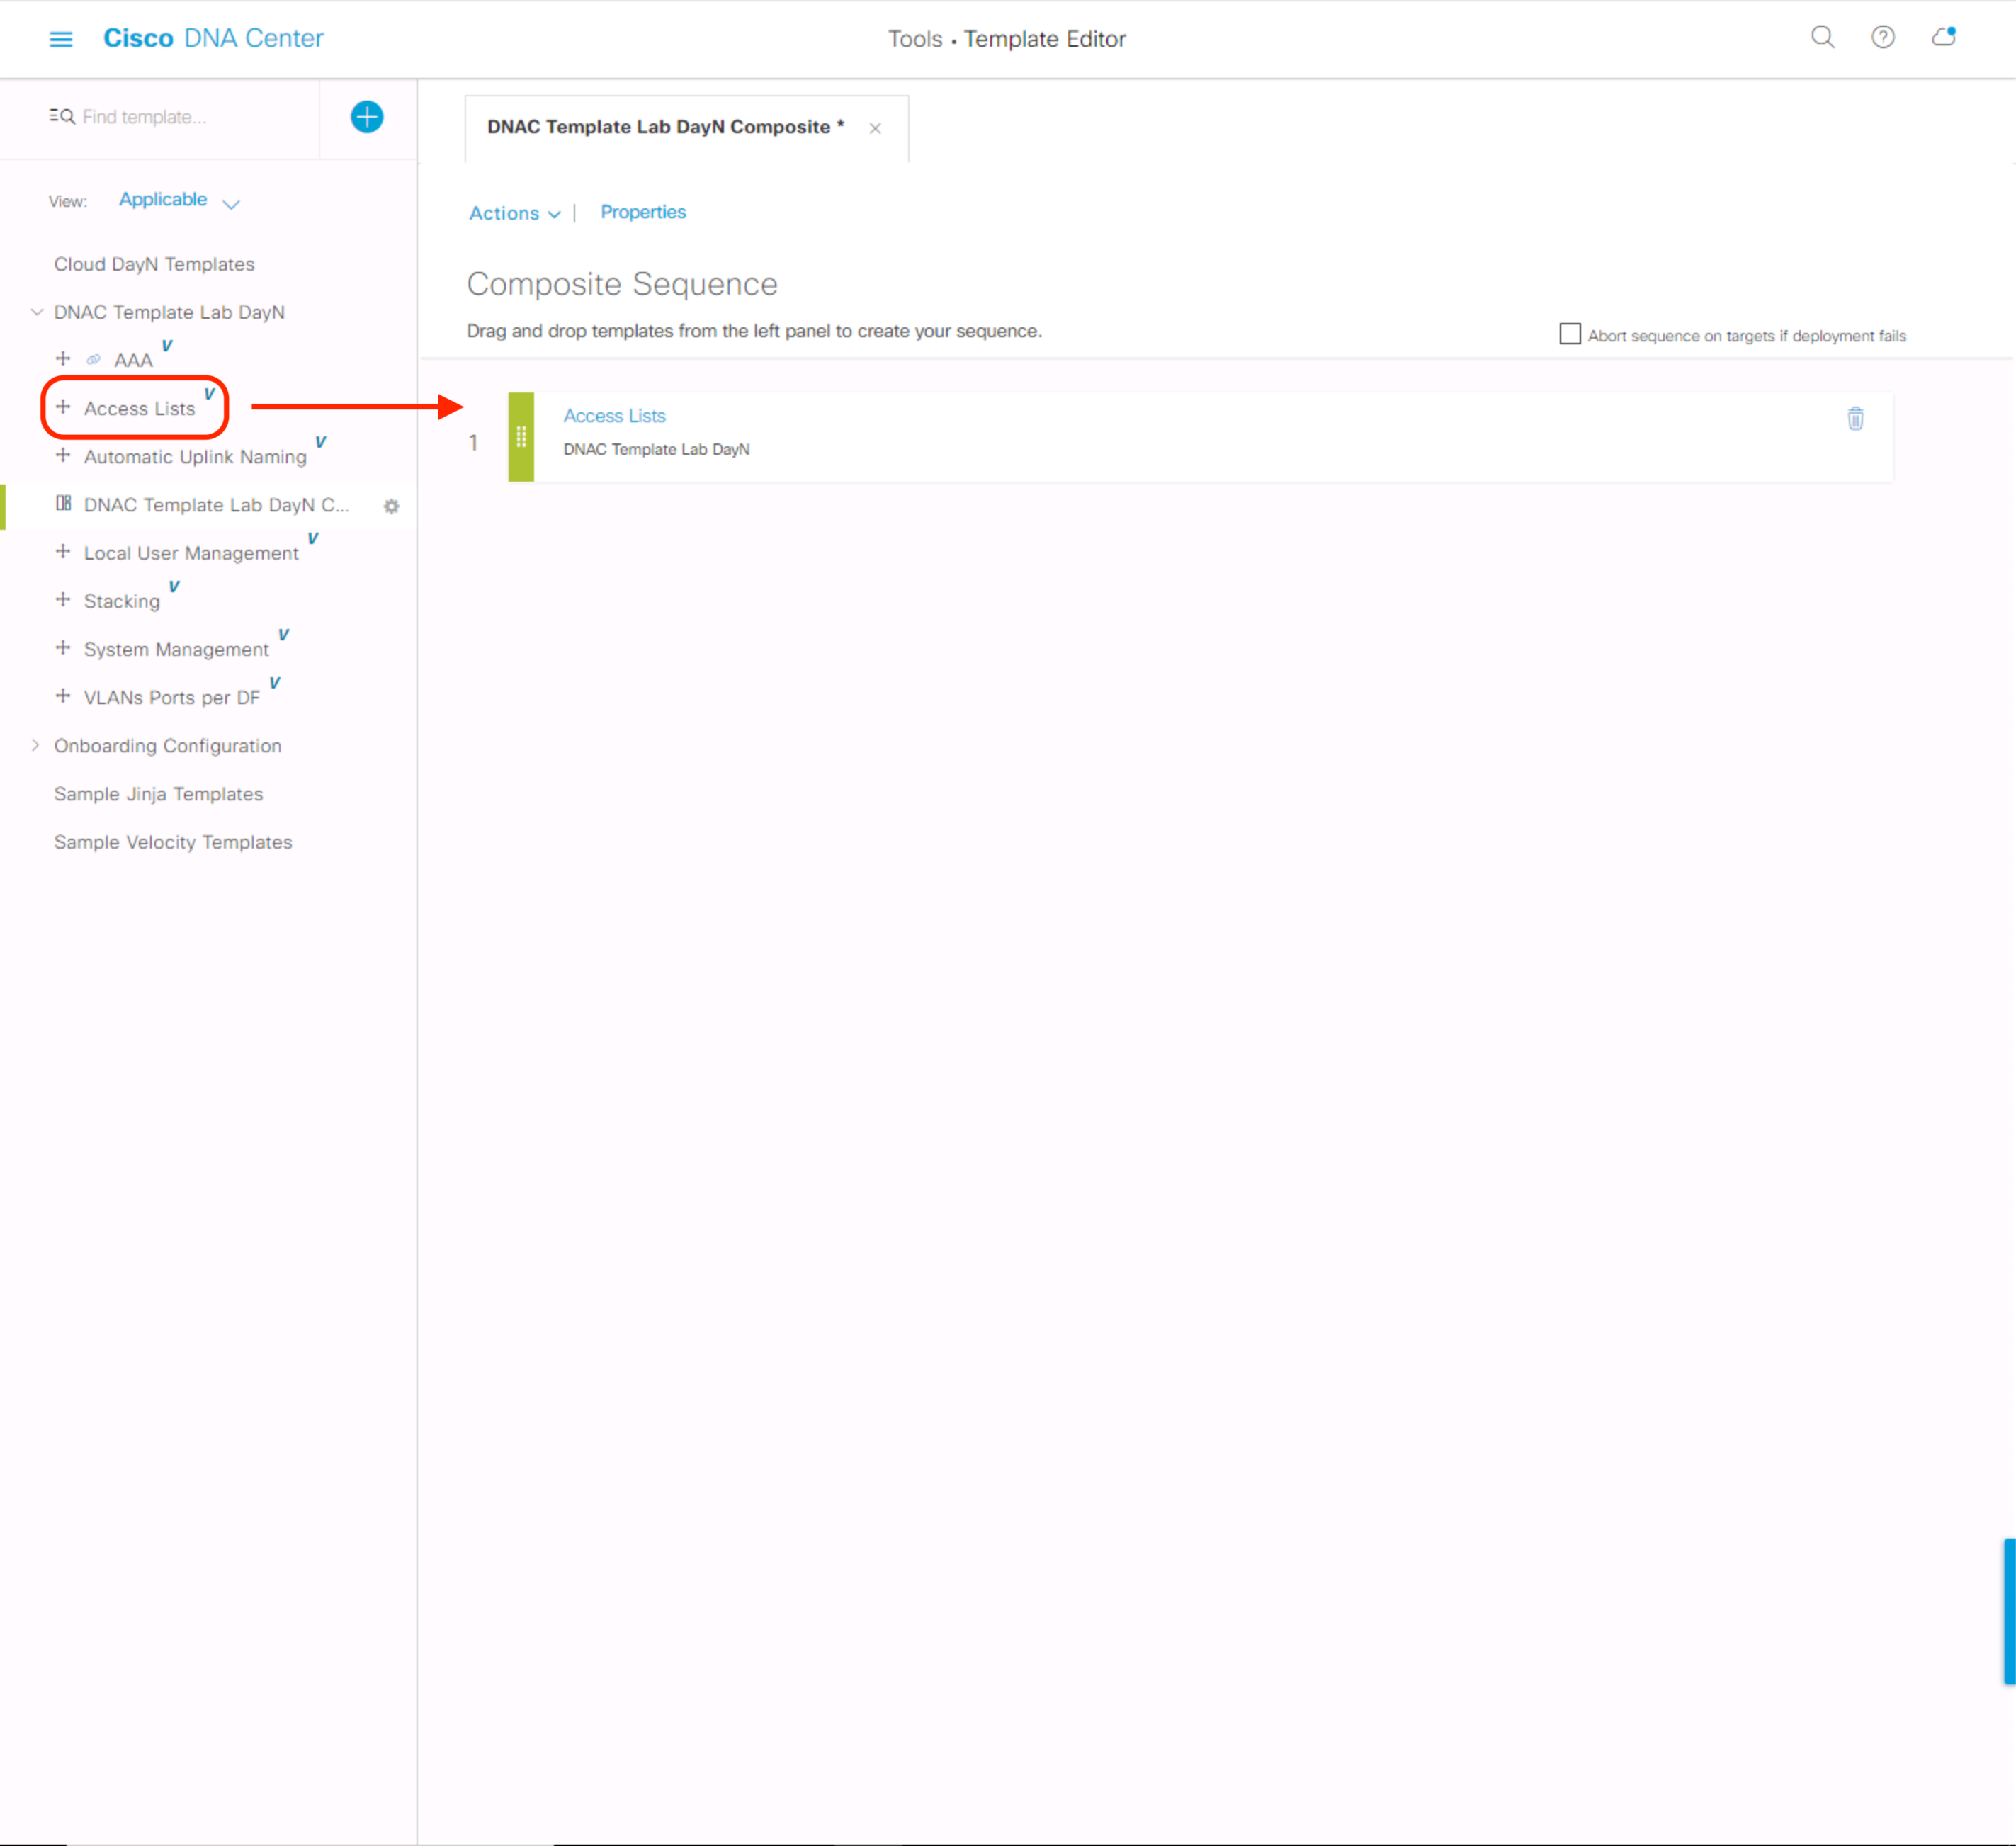 Cisco DNA Center
Tools • Template Editor
Find template...
View: Applicable
Cloud DayN Templates
DNAC Template Lab DayN
AAA V
Access Lists V
Automatic Uplink Naming V
DNAC Template Lab DayN C...
Local User Management V
Stacking V
System Management V
VLANs Ports per DF V
Onboarding Configuration
Sample Jinja Templates
Sample Velocity Templates
DNAC Template Lab DayN Composite *
Actions | Properties
Composite Sequence
Drag and drop templates from the left panel to create your sequence.
Abort sequence on targets if deployment fails
1
Access Lists
DNAC Template Lab DayN